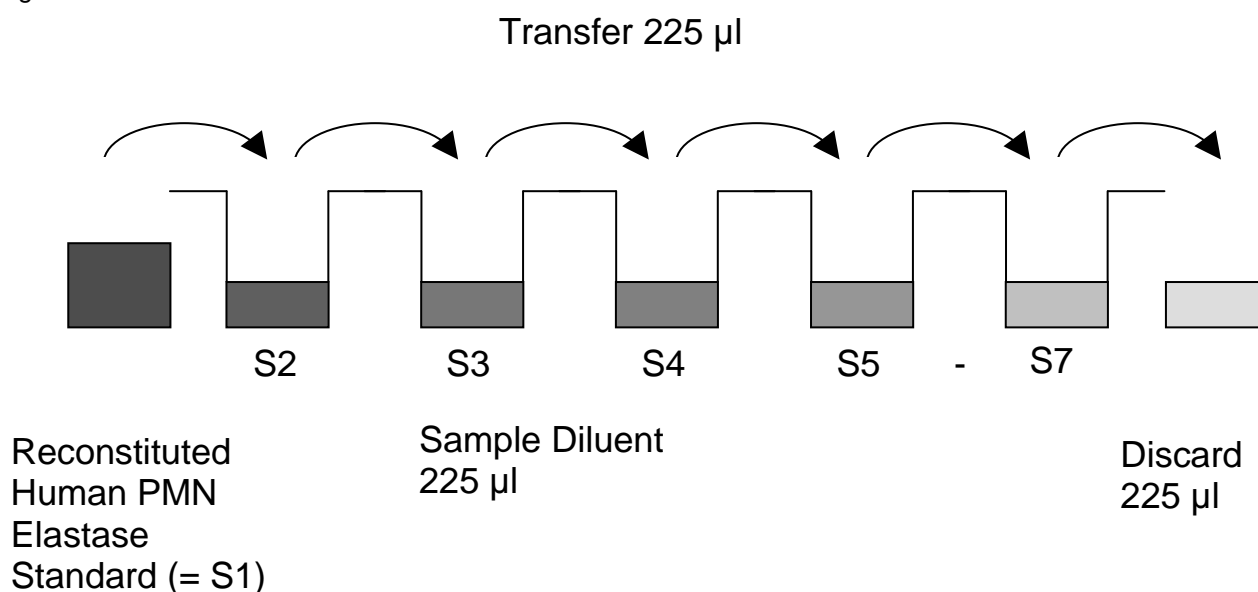 Transfer 225 µl
S2 S3 S4 S5 - S7
Reconstituted
Human PMN
Elastase
Standard (= S1)
Sample Diluent
225 µl
Discard
225 µl